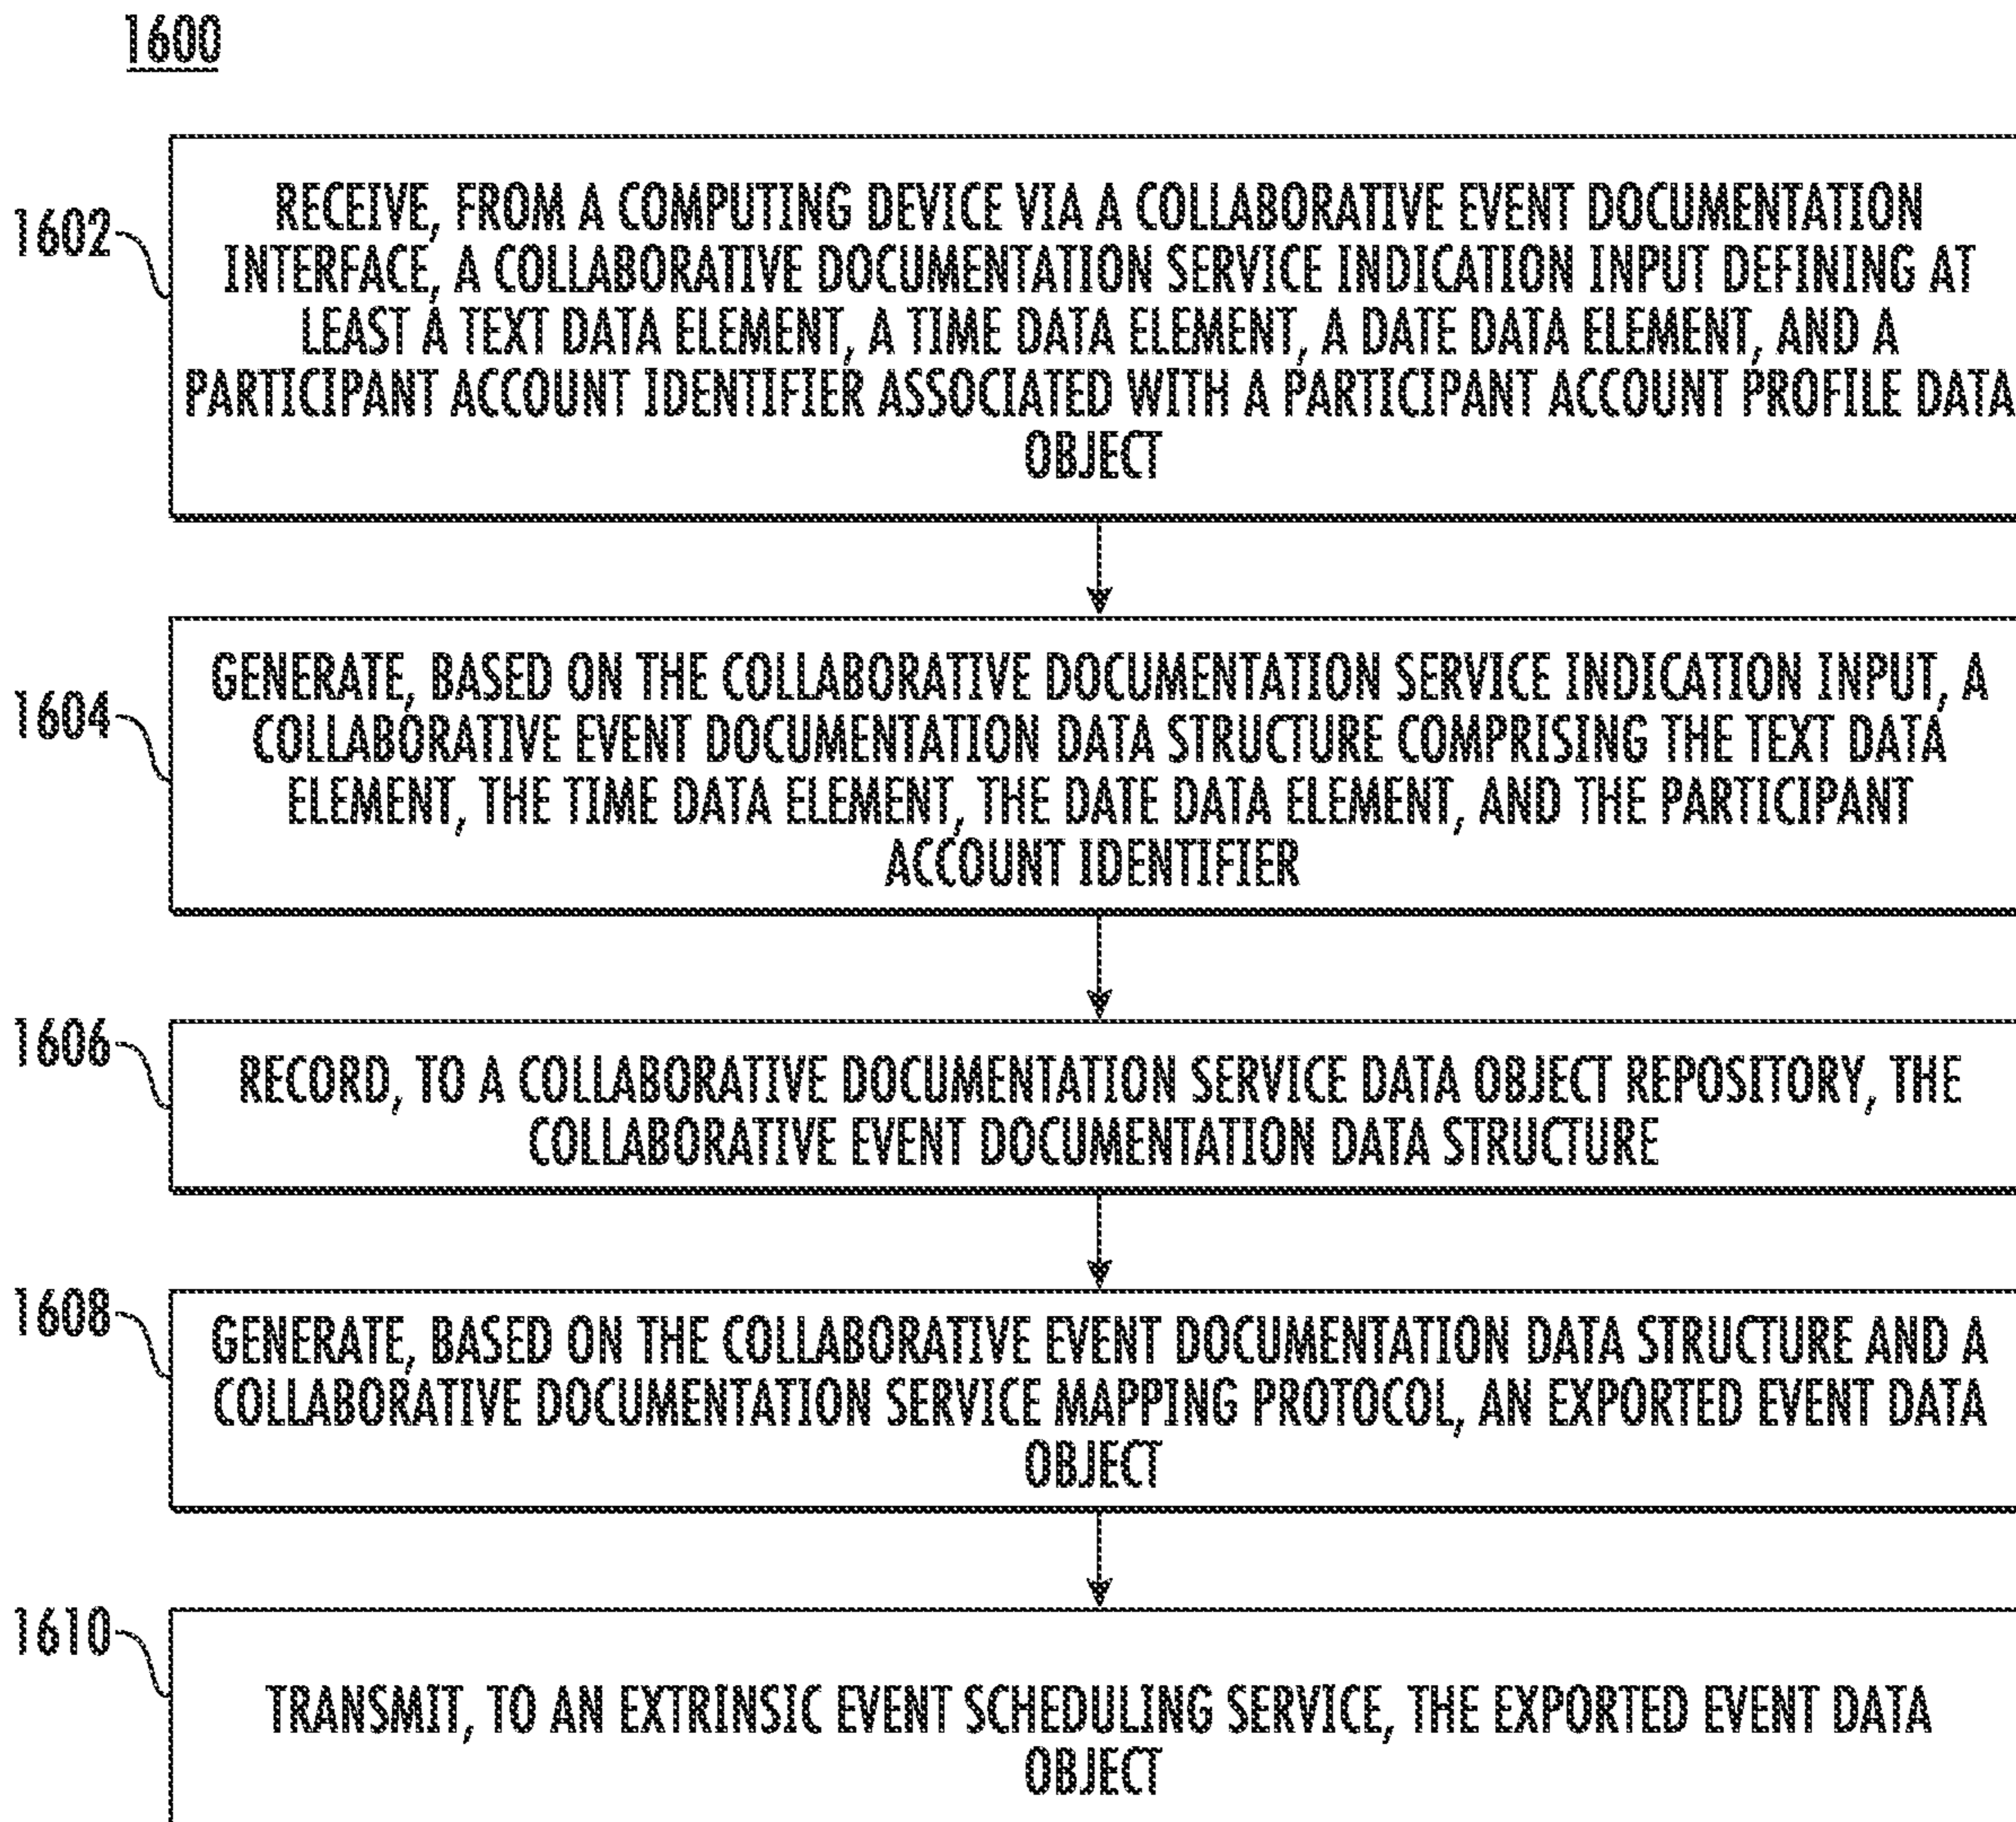 1600
1602
RECEIVE, FROM A COMPUTING DEVICE VIA A COLLABORATIVE EVENT DOCUMENTATION
INTERFACE, A COLLABORATIVE DOCUMENTATION SERVICE INDICATION INPUT DEFINING AT
LEAST A TEXT DATA ELEMENT, A TIME DATA ELEMENT, A DATE DATA ELEMENT, AND A
PARTICIPANT ACCOUNT IDENTIFIER ASSOCIATED WITH A PARTICIPANT ACCOUNT PROFILE DATA
OBJECT
1604
GENERATE, BASED ON THE COLLABORATIVE DOCUMENTATION SERVICE INDICATION INPUT, A
COLLABORATIVE EVENT DOCUMENTATION DATA STRUCTURE COMPRISING THE TEXT DATA
ELEMENT, THE TIME DATA ELEMENT, THE DATE DATA ELEMENT, AND THE PARTICIPANT
ACCOUNT IDENTIFIER
1606
RECORD, TO A COLLABORATIVE DOCUMENTATION SERVICE DATA OBJECT REPOSITORY, THE
COLLABORATIVE EVENT DOCUMENTATION DATA STRUCTURE
1608
GENERATE, BASED ON THE COLLABORATIVE EVENT DOCUMENTATION DATA STRUCTURE AND A
COLLABORATIVE DOCUMENTATION SERVICE MAPPING PROTOCOL, AN EXPORTED EVENT DATA
OBJECT
1610
TRANSMIT, TO AN EXTRINSIC EVENT SCHEDULING SERVICE, THE EXPORTED EVENT DATA
OBJECT